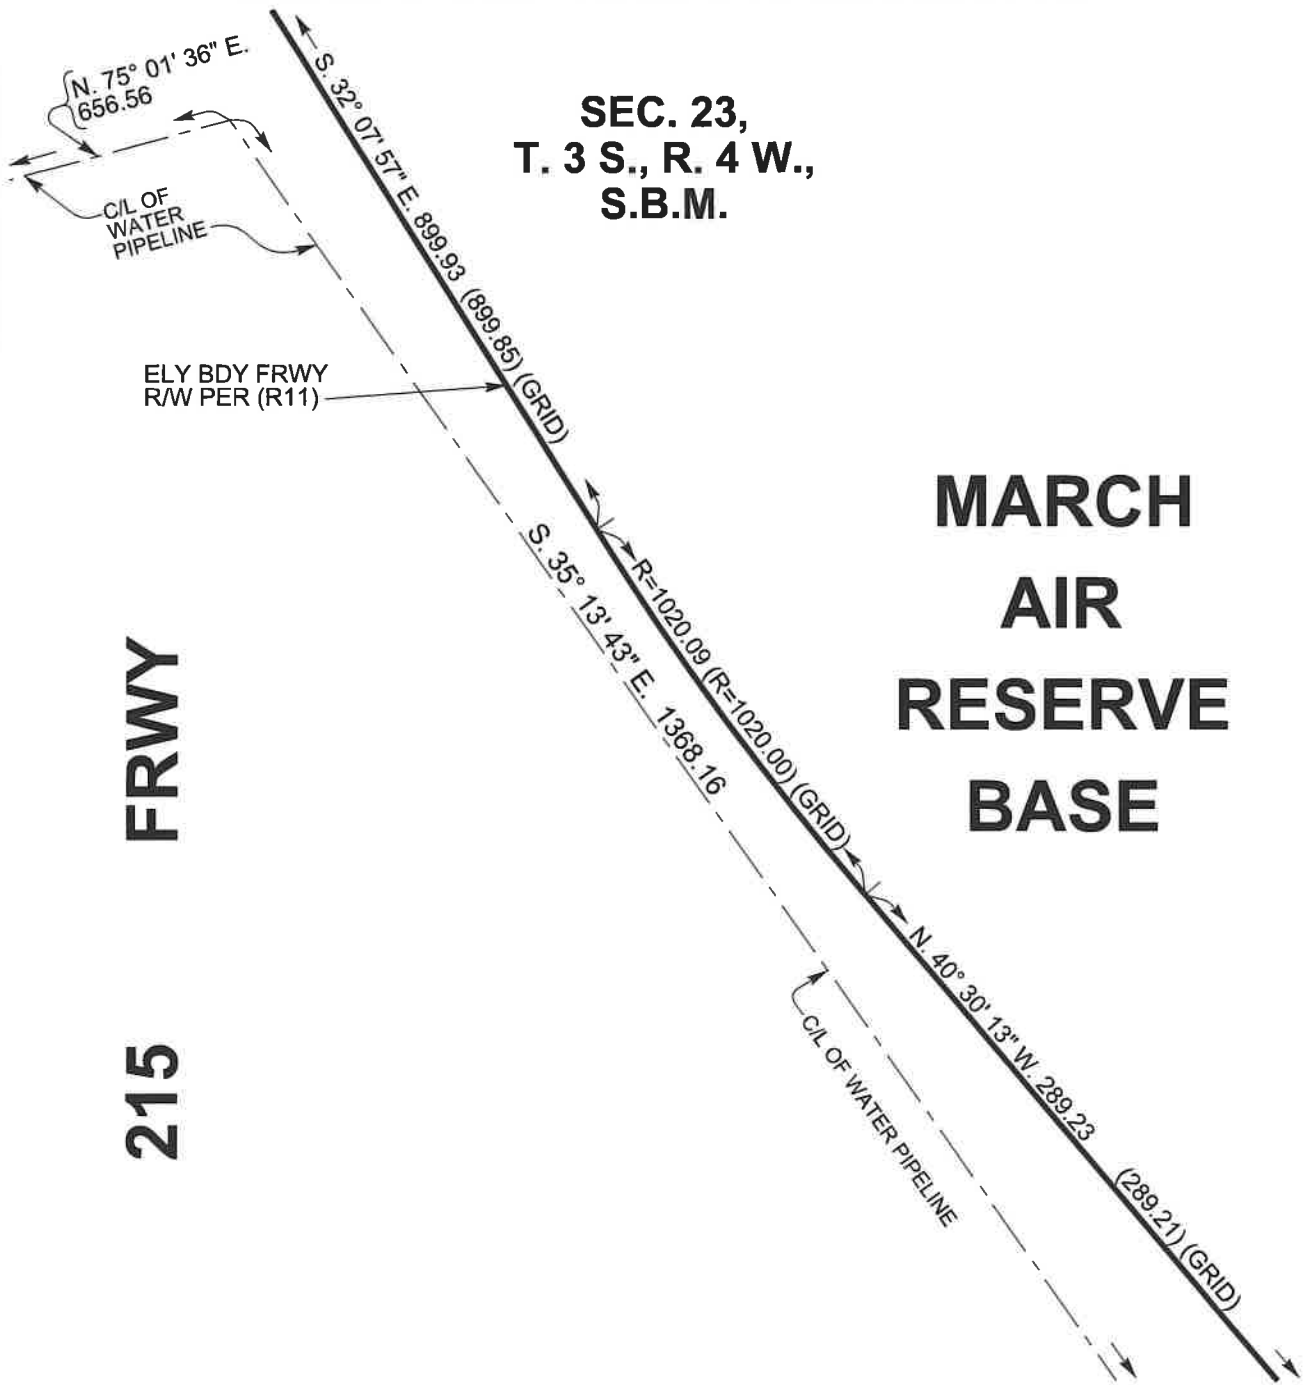 N. 75° 01' 36" E.
656.56
SEC. 23,
T. 3 S., R. 4 W.,
S.B.M.
S. 32° 07' 57" E. 899.93 (899.85) (GRID)
C/L OF
WATER
PIPELINE
ELY BDY FRWY
R/W PER (R11)
MARCH
AIR
RESERVE
BASE
S. 35° 13' 43" E. 1368.16
R=1020.09 (R=1020.00) (GRID)
215 FRWY
N. 40° 30' 13" W. 289.23 (289.21) (GRID)
C/L OF WATER PIPELINE